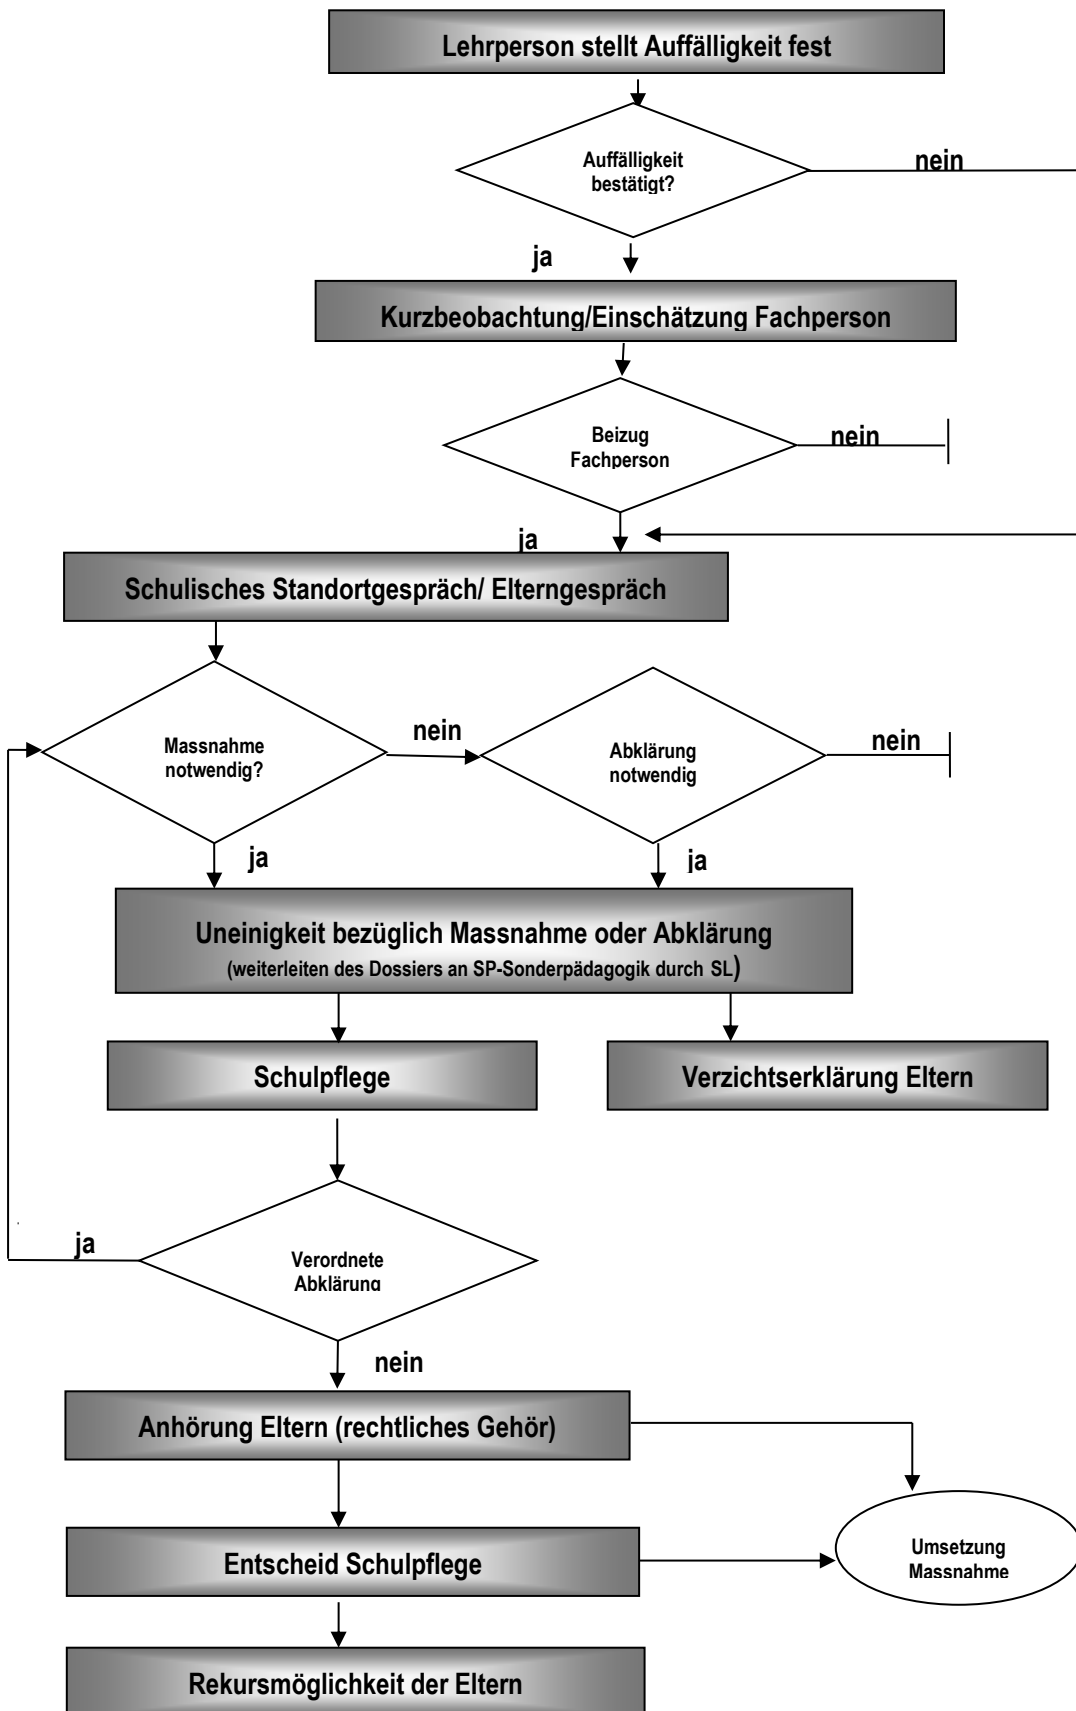 Lehrperson stellt Auffälligkeit fest
Auffälligkeit
bestätigt?
nein
ja
Kurzbeobachtung/Einschätzung Fachperson
Beizug
Fachperson
nein
ja
Schulisches Standortgespräch/ Elterngespräch
Massnahme
notwendig?
nein
Abklärung
notwendig
nein
ja
ja
Uneinigkeit bezüglich Massnahme oder Abklärung
(weiterleiten des Dossiers an SP-Sonderpädagogik durch SL)
Schulpflege
Verzichtserklärung Eltern
ja
Verordnete
Abklärung
nein
Anhörung Eltern (rechtliches Gehör)
Umsetzung
Massnahme
Entscheid Schulpflege
Rekursmöglichkeit der Eltern